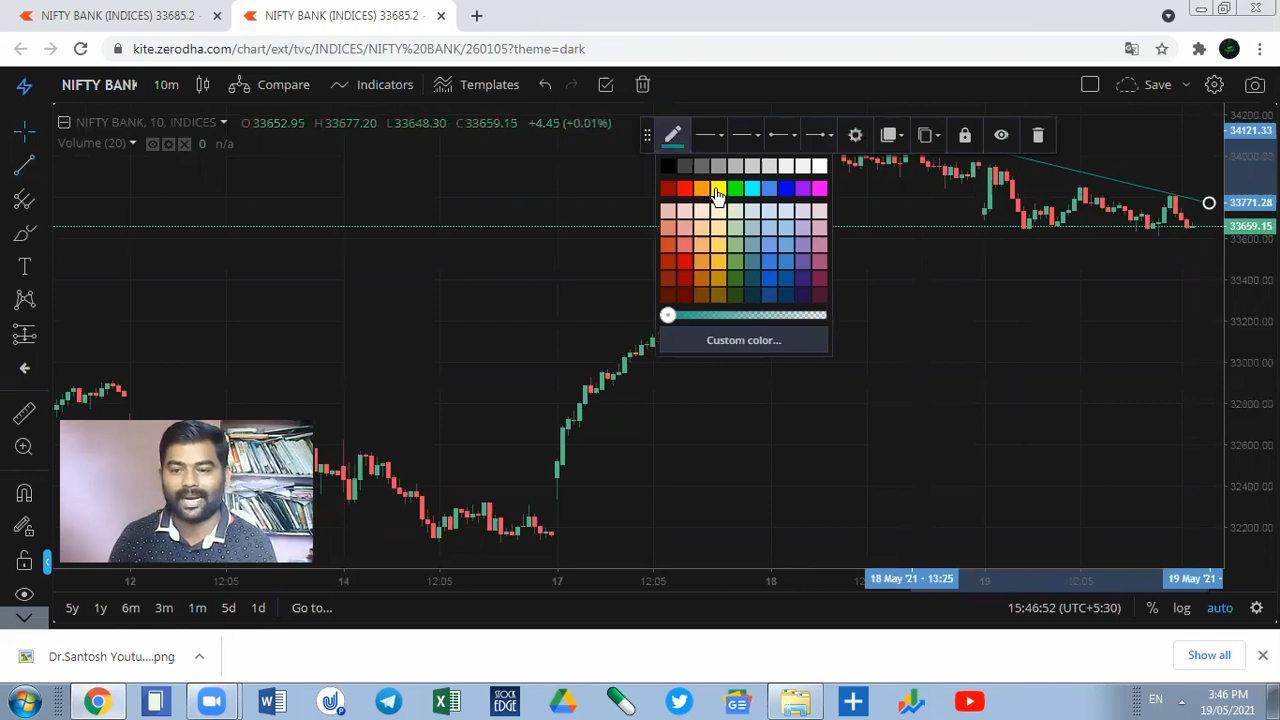 NIFTY BANK (INDICES) 33685.2 -
NIFTY BANK (INDICES) 33685.2 -
kite.zerodha.com/chart/ext/tvc/INDICES/NIFTY%20BANK/260105?theme=dark
NIFTY BANK 10m Compare Indicators Templates Save
NIFTY BANK, 10, INDICES O33652.95 H33677.20 L33648.30 C33659.15 +4.45 (+0.01%)
Volume (20) 0 n/a
34200.00
34121.33
34000.00
33771.28
33659.15
33600.00
33400.00
33200.00
33000.00
32800.00
32600.00
32400.00
32200.00
Custom color...
12 12:05 14 12:05 17 12:05 18 18 May '21 - 13:25 19 12:05 19 May '21 -
5y 1y 6m 3m 1m 5d 1d Go to... 15:46:52 (UTC+5:30) % log auto
Dr.Santosh Youtu....png Show all
W X STOCK EDGE EN 3:46 PM
19/05/2021